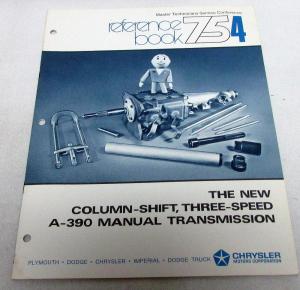 Master Technicians Service Conference
reference
book 75 4
THE NEW
COLUMN-SHIFT, THREE-SPEED
A-390 MANUAL TRANSMISSION
PLYMOUTH · DODGE · CHRYSLER · IMPERIAL · DODGE TRUCK
CHRYSLER
MOTORS CORPORATION